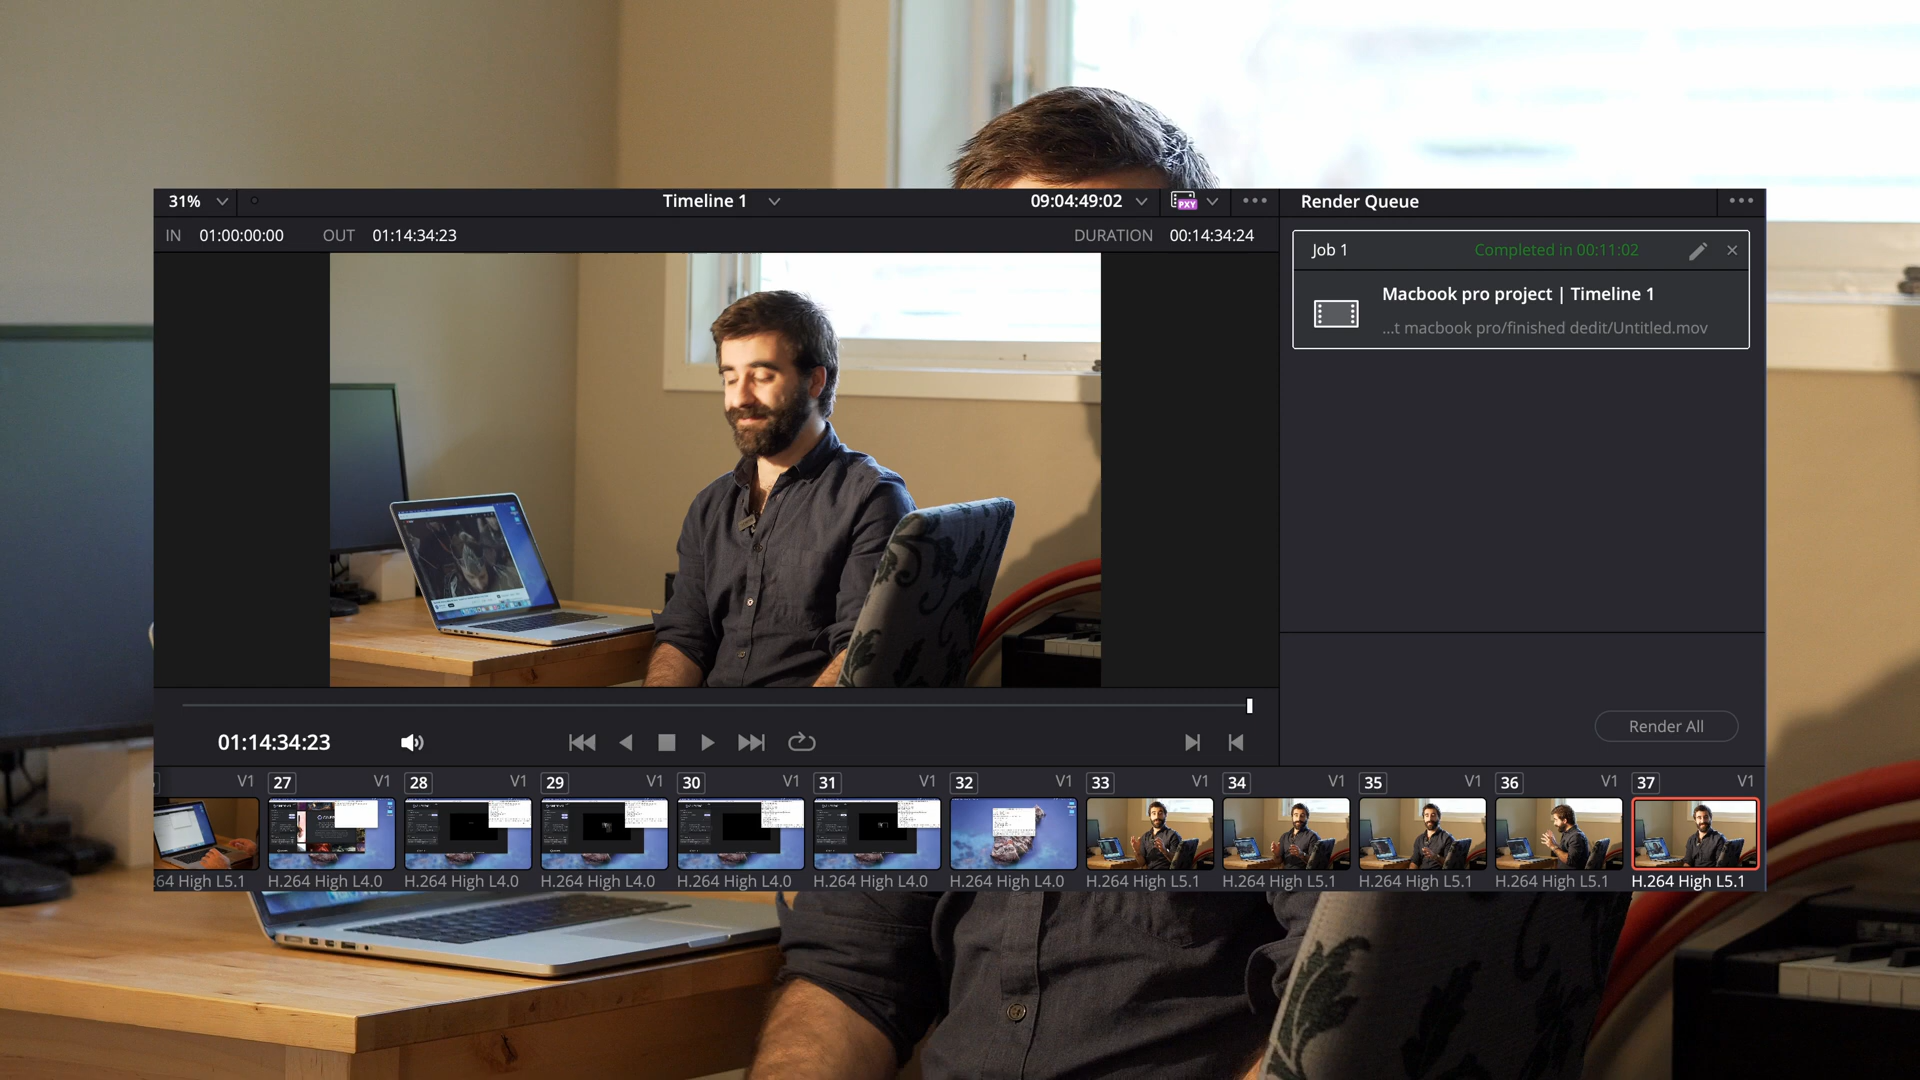 31%
Timeline 1
09:04:49:02
PXY
Render Queue
IN 01:00:00:00 OUT 01:14:34:23
DURATION 00:14:34:24
Job 1 Completed in 00:11:02
Macbook pro project | Timeline 1
...t macbook pro/finished dedit/Untitled.mov
01:14:34:23
Render All
V1 27 V1 28 V1 29 V1 30 V1 31 V1 32 V1 33 V1 34 V1 35 V1 36 V1 37 V1
64 High L5.1 H.264 High L4.0 H.264 High L4.0 H.264 High L4.0 H.264 High L4.0 H.264 High L4.0 H.264 High L4.0 H.264 High L5.1 H.264 High L5.1 H.264 High L5.1 H.264 High L5.1 H.264 High L5.1